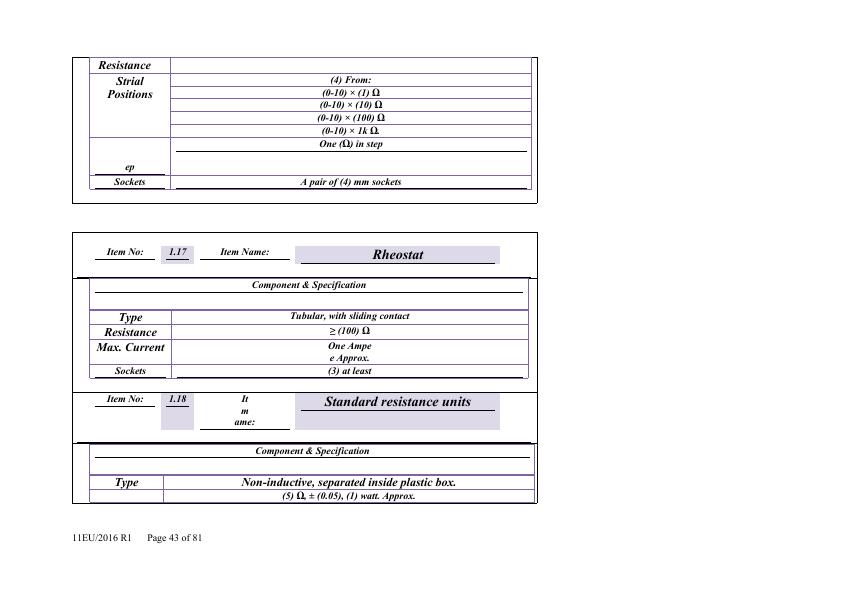 Resistance
Strial (4) From:
Positions (0-10) × (1) Ω
(0-10) × (10) Ω
(0-10) × (100) Ω
(0-10) × 1k Ω.
One (Ω) in step
ep
Sockets A pair of (4) mm sockets
Item No: 1.17 Item Name: Rheostat
Component & Specification
Type Tubular, with sliding contact
Resistance ≥ (100) Ω
Max. Current One Ampe
e Approx.
Sockets (3) at least
Item No: 1.18 It Standard resistance units
m
ame:
Component & Specification
Type Non-inductive, separated inside plastic box.
(5) Ω, ± (0.05), (1) watt. Approx.
11EU/2016 R1 Page 43 of 81